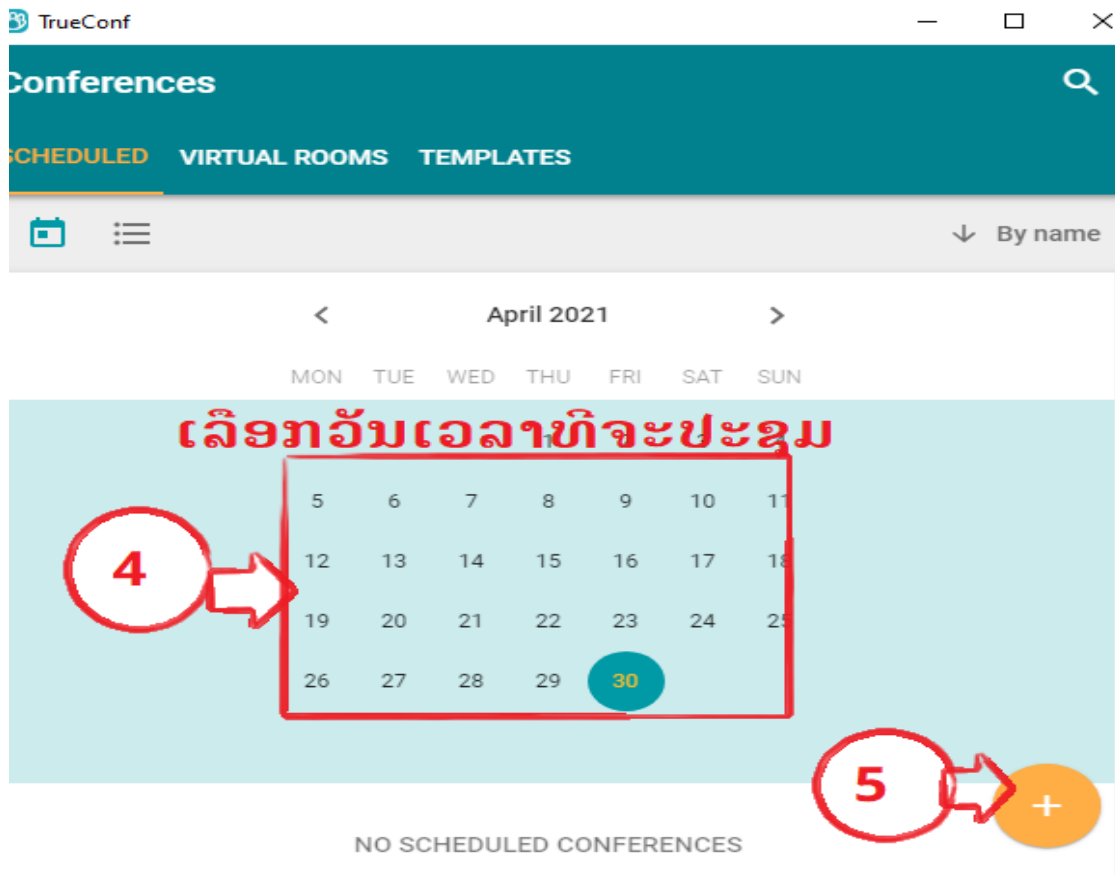 TrueConf
Conferences
SCHEDULED VIRTUAL ROOMS TEMPLATES
By name
April 2021
MON TUE WED THU FRI SAT SUN
ເລືອກວັນເວລາທີ່ຈະປະຊຸມ
5 6 7 8 9 10 11
4
12 13 14 15 16 17 18
19 20 21 22 23 24 25
26 27 28 29 30
5
+
NO SCHEDULED CONFERENCES